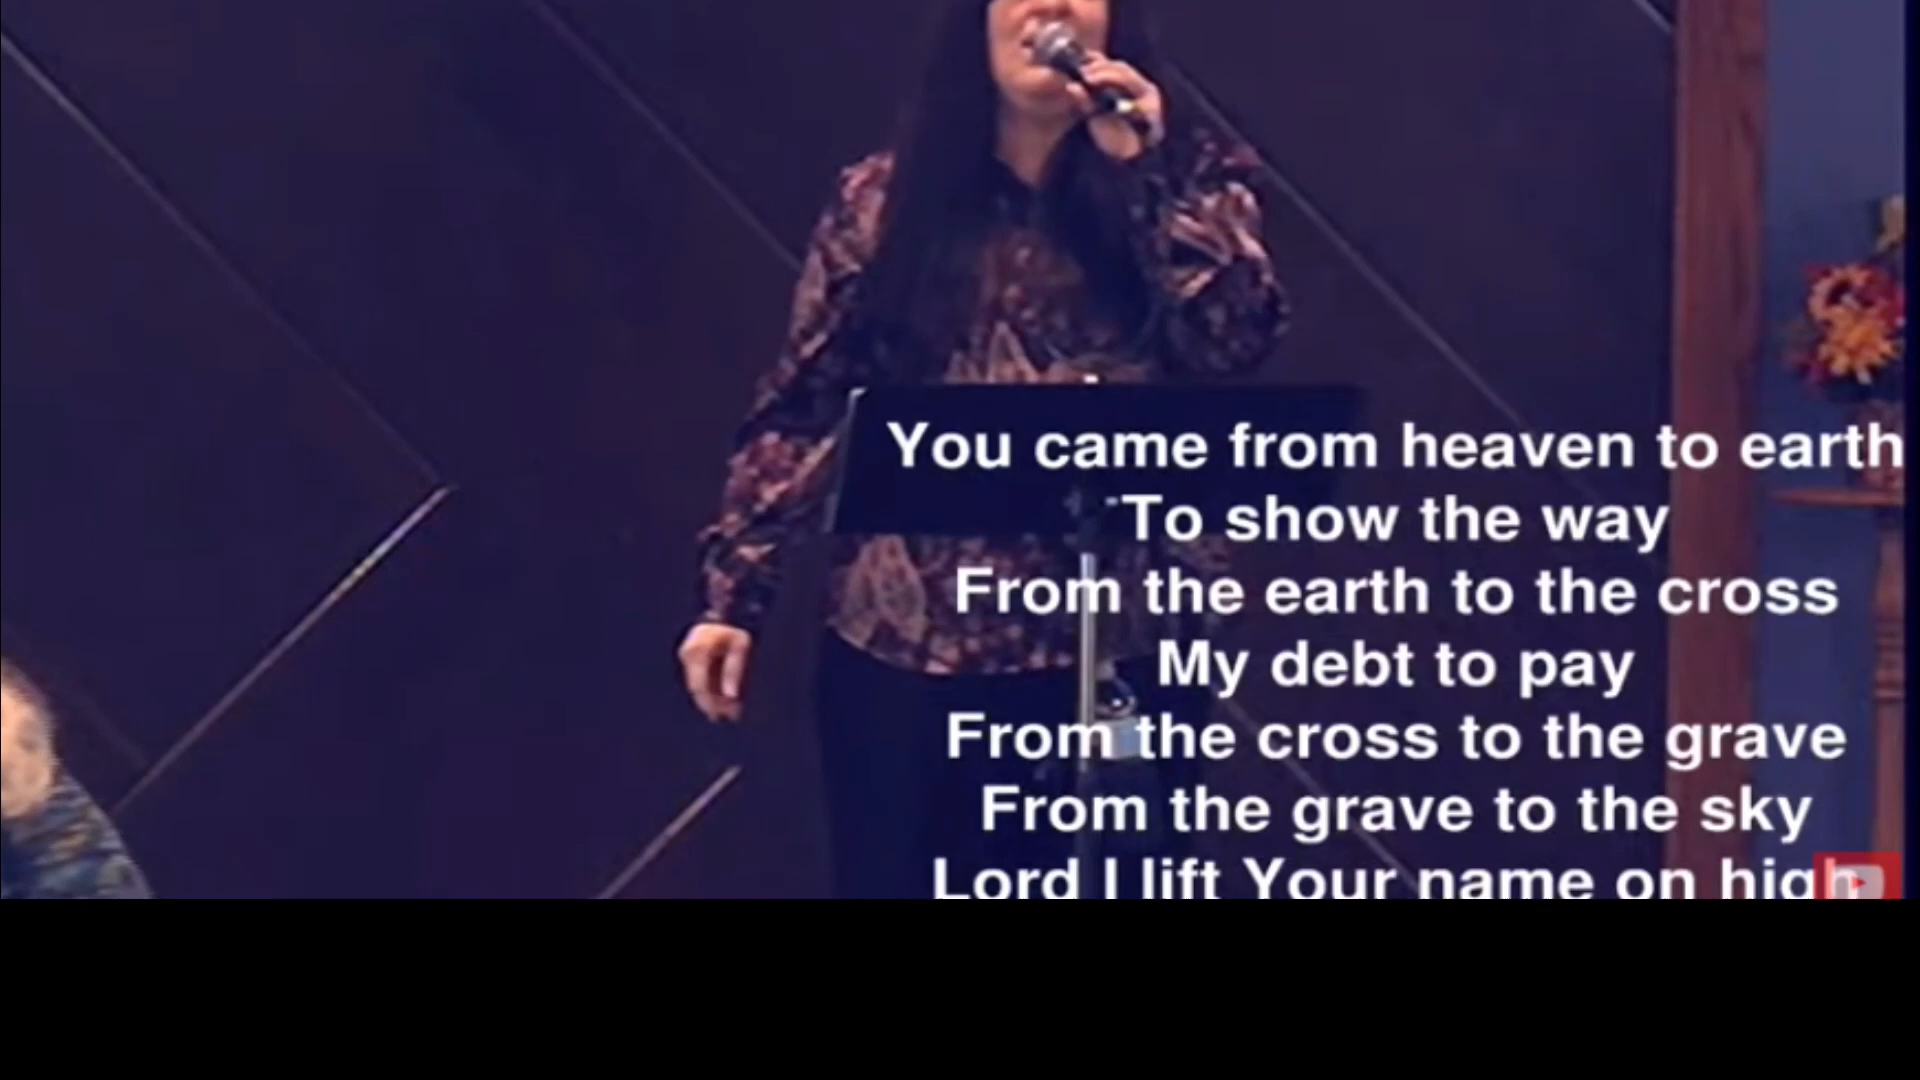 You came from heaven to earth
To show the way
From the earth to the cross
My debt to pay
From the cross to the grave
From the grave to the sky
Lord I lift Your name on high